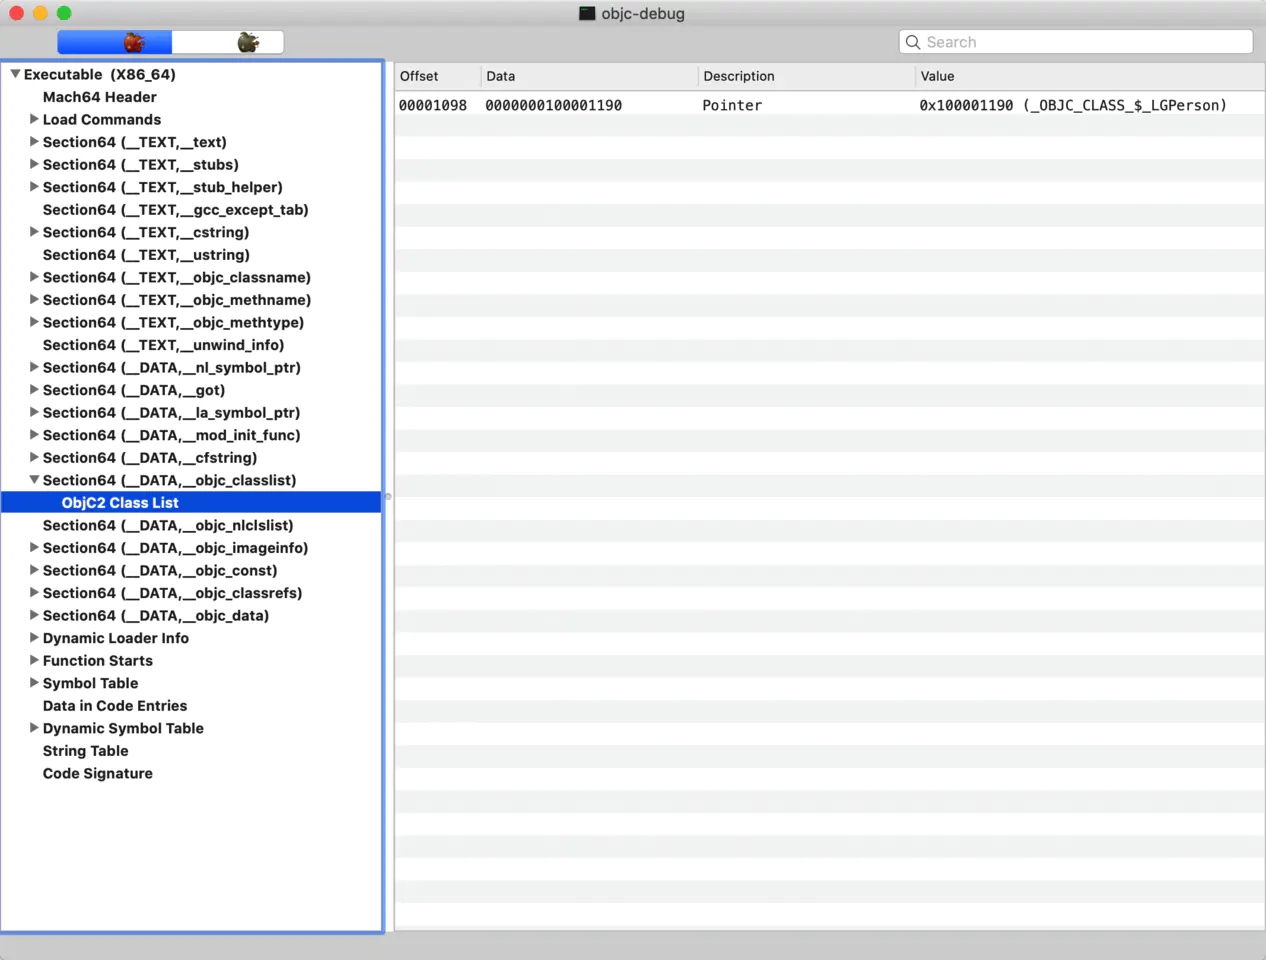 objc-debug
Search
Executable (X86_64)
Mach64 Header
Load Commands
Section64 (__TEXT,__text)
Section64 (__TEXT,__stubs)
Section64 (__TEXT,__stub_helper)
Section64 (__TEXT,__gcc_except_tab)
Section64 (__TEXT,__cstring)
Section64 (__TEXT,__ustring)
Section64 (__TEXT,__objc_classname)
Section64 (__TEXT,__objc_methname)
Section64 (__TEXT,__objc_methtype)
Section64 (__TEXT,__unwind_info)
Section64 (__DATA,__nl_symbol_ptr)
Section64 (__DATA,__got)
Section64 (__DATA,__la_symbol_ptr)
Section64 (__DATA,__mod_init_func)
Section64 (__DATA,__cfstring)
Section64 (__DATA,__objc_classlist)
ObjC2 Class List
Section64 (__DATA,__objc_nlclslist)
Section64 (__DATA,__objc_imageinfo)
Section64 (__DATA,__objc_const)
Section64 (__DATA,__objc_classrefs)
Section64 (__DATA,__objc_data)
Dynamic Loader Info
Function Starts
Symbol Table
Data in Code Entries
Dynamic Symbol Table
String Table
Code Signature
Offset Data Description Value
00001098 0000000100001190 Pointer 0x100001190 (_OBJC_CLASS_$_LGPerson)